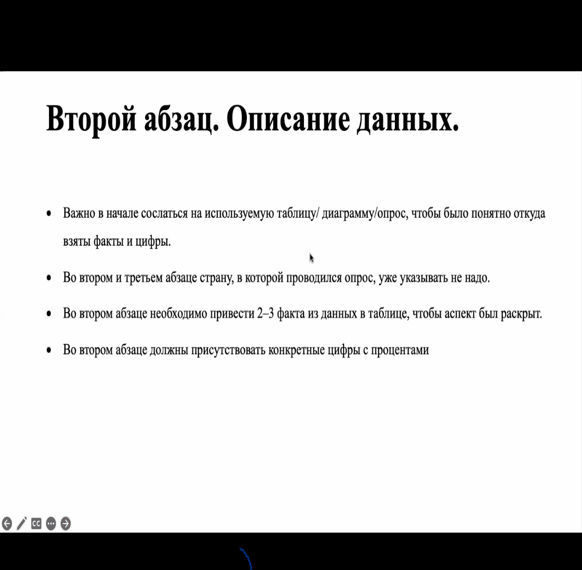 Второй абзац. Описание данных.
• Важно в начале сослаться на используемую таблицу/ диаграмму/опрос, чтобы было понятно откуда
взяты факты и цифры.
• Во втором и третьем абзаце страну, в которой проводился опрос, уже указывать не надо.
• Во втором абзаце необходимо привести 2–3 факта из данных в таблице, чтобы аспект был раскрыт.
• Во втором абзаце должны присутствовать конкретные цифры с процентами
CC